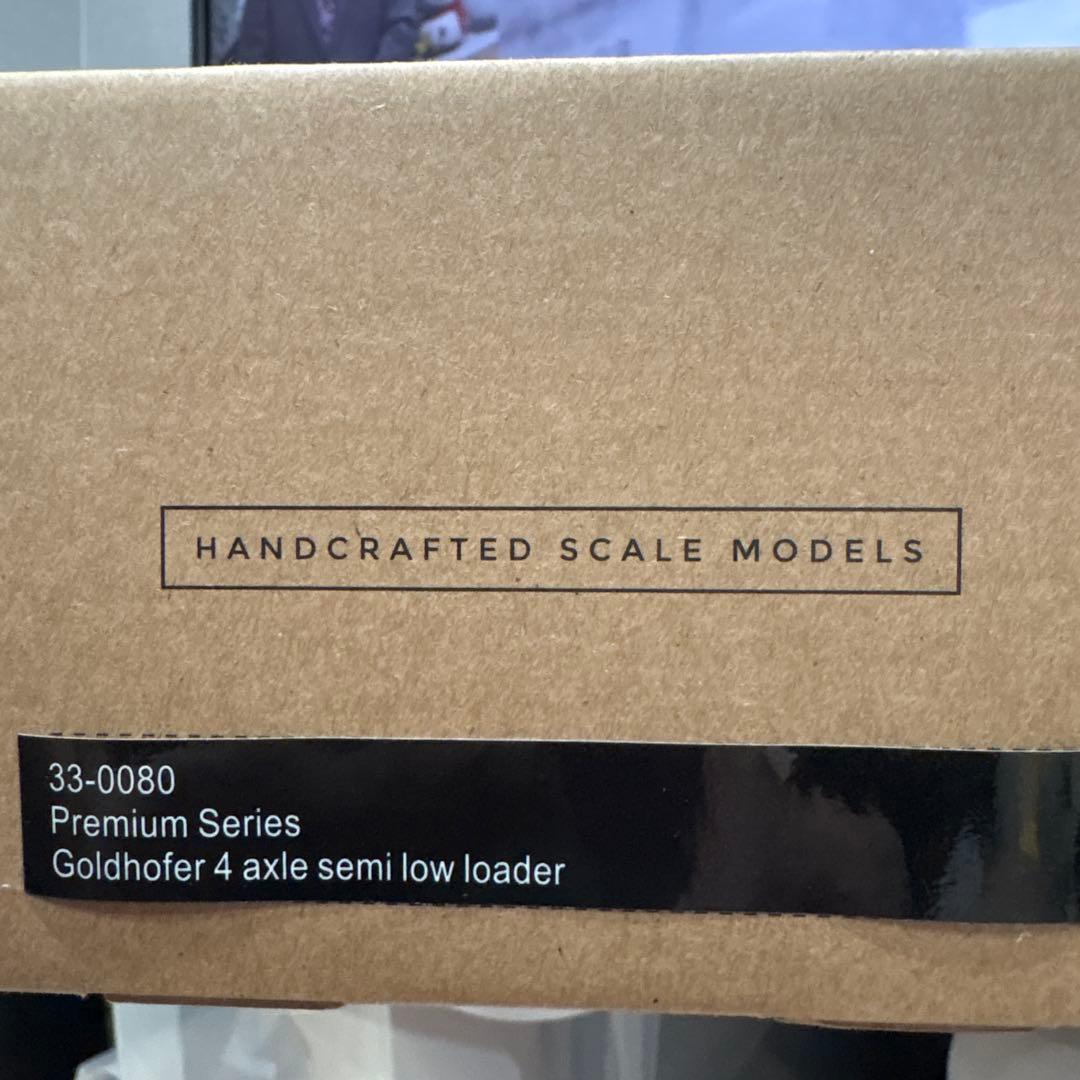 HANDCRAFTED SCALE MODELS
33-0080
Premium Series
Goldhofer 4 axle semi low loader